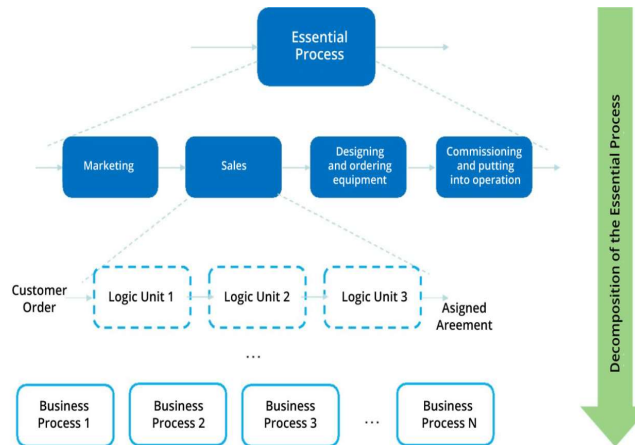 Essential
Process
Marketing
Sales
Designing
and ordering
equipment
Commissioning
and putting
into operation
Customer
Order
Logic Unit 1
Logic Unit 2
Logic Unit 3
Asigned
Areement
...
Business
Process 1
Business
Process 2
Business
Process 3
...
Business
Process N
Decomposition of the Essential Process